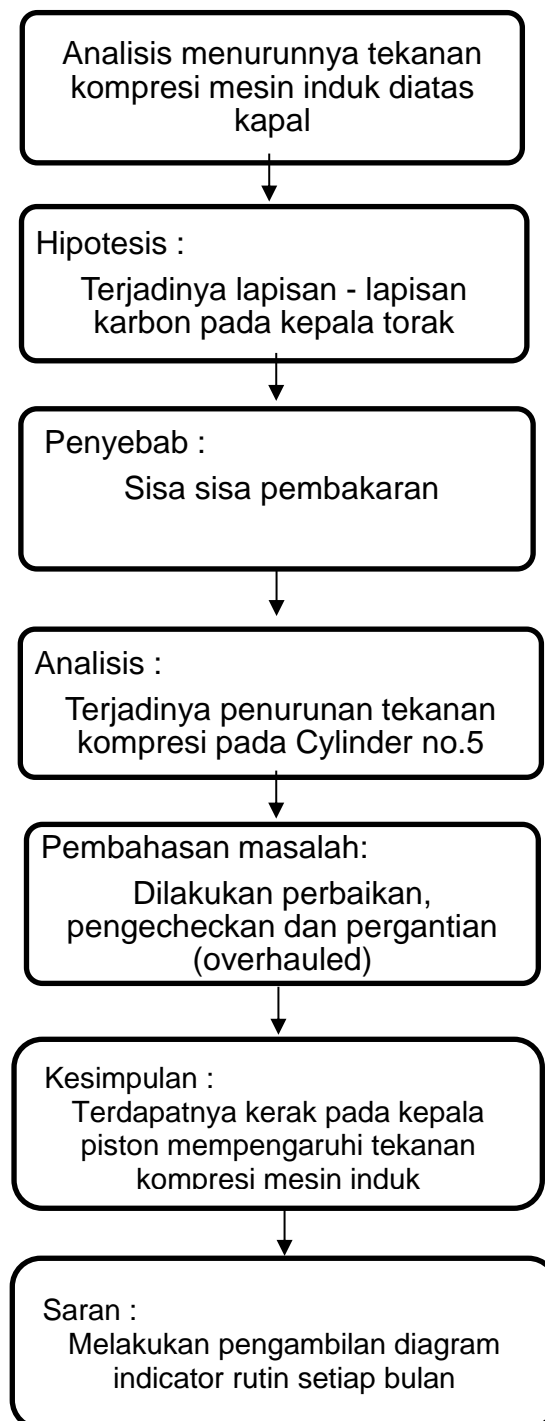 Analisis menurunnya tekanan
kompresi mesin induk diatas
kapal
Hipotesis :
Terjadinya lapisan - lapisan
karbon pada kepala torak
Penyebab :
Sisa sisa pembakaran
Analisis :
Terjadinya penurunan tekanan
kompresi pada Cylinder no.5
Pembahasan masalah:
Dilakukan perbaikan,
pengecheckan dan pergantian
(overhauled)
Kesimpulan :
Terdapatnya kerak pada kepala
piston mempengaruhi tekanan
kompresi mesin induk
Saran :
Melakukan pengambilan diagram
indicator rutin setiap bulan